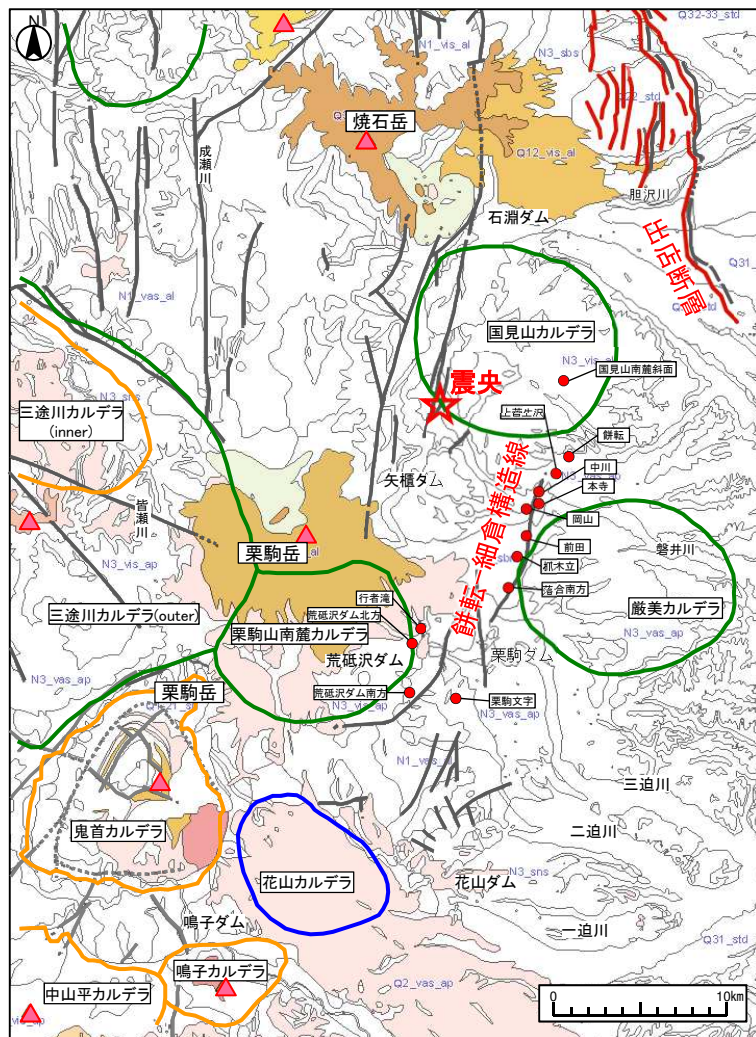 Q32-33_std
N1_vis_al
N3_sbs
焼石岳
成瀬川
Q12_vis_al
胆沢川
石淵ダム
Q31_
出店断層
N1_vas_al
国見山カルデラ
国見山南麓斜面
震央
三途川カルデラ
(inner)
上菅生沢
餅転
中川
本寺
岡山
矢櫃ダム
皆瀬川
前田
栗駒岳
餅転ー細倉構造線
磐井川
N3_vas_ap
落合南方
厳美カルデラ
N3_vas_ap
三途川カルデラ(outer)
行者滝
荒砥沢ダム北方
栗駒山南麓カルデラ
荒砥沢ダム
栗駒ダム
N3_vas_ap
栗駒岳
荒砥沢ダム南方
栗駒文字
N3_vas_ap
三迫川
鬼首カルデラ
二迫川
花山カルデラ
花山ダム
N3_sns
鳴子ダム
一迫川
鳴子カルデラ
Q31_std
中山平カルデラ
Q2_vas_ap
0 10km